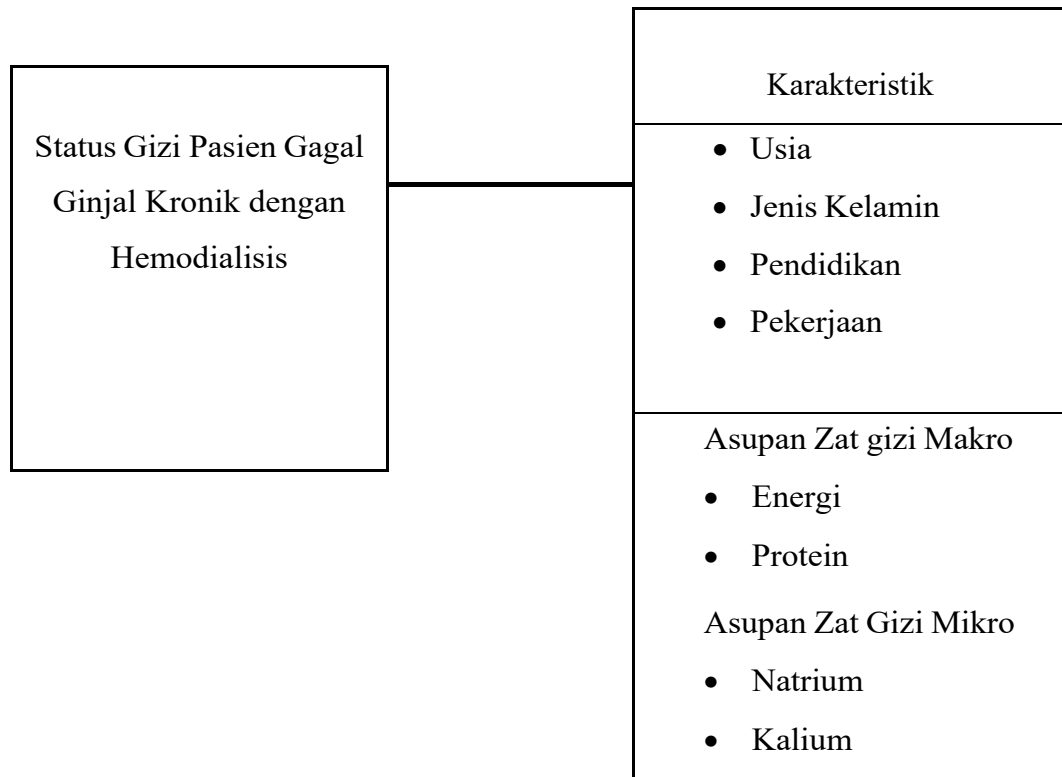 Status Gizi Pasien Gagal
Ginjal Kronik dengan
Hemodialisis
Karakteristik
• Usia
• Jenis Kelamin
• Pendidikan
• Pekerjaan
Asupan Zat gizi Makro
• Energi
• Protein
Asupan Zat Gizi Mikro
• Natrium
• Kalium